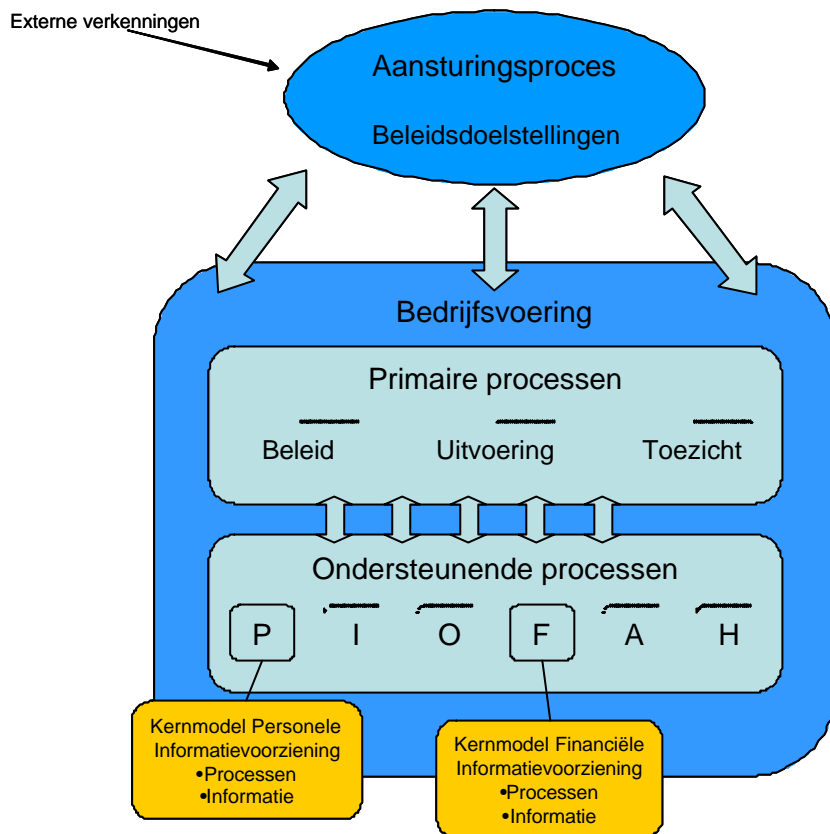 Externe verkenningen
Aansturingsproces
Beleidsdoelstellingen
Bedrijfsvoering
Primaire processen
Beleid Uitvoering Toezicht
Ondersteunende processen
P I O F A H
Kernmodel Personele
Informatievoorziening
•Processen
•Informatie
Kernmodel Financiële
Informatievoorziening
•Processen
•Informatie